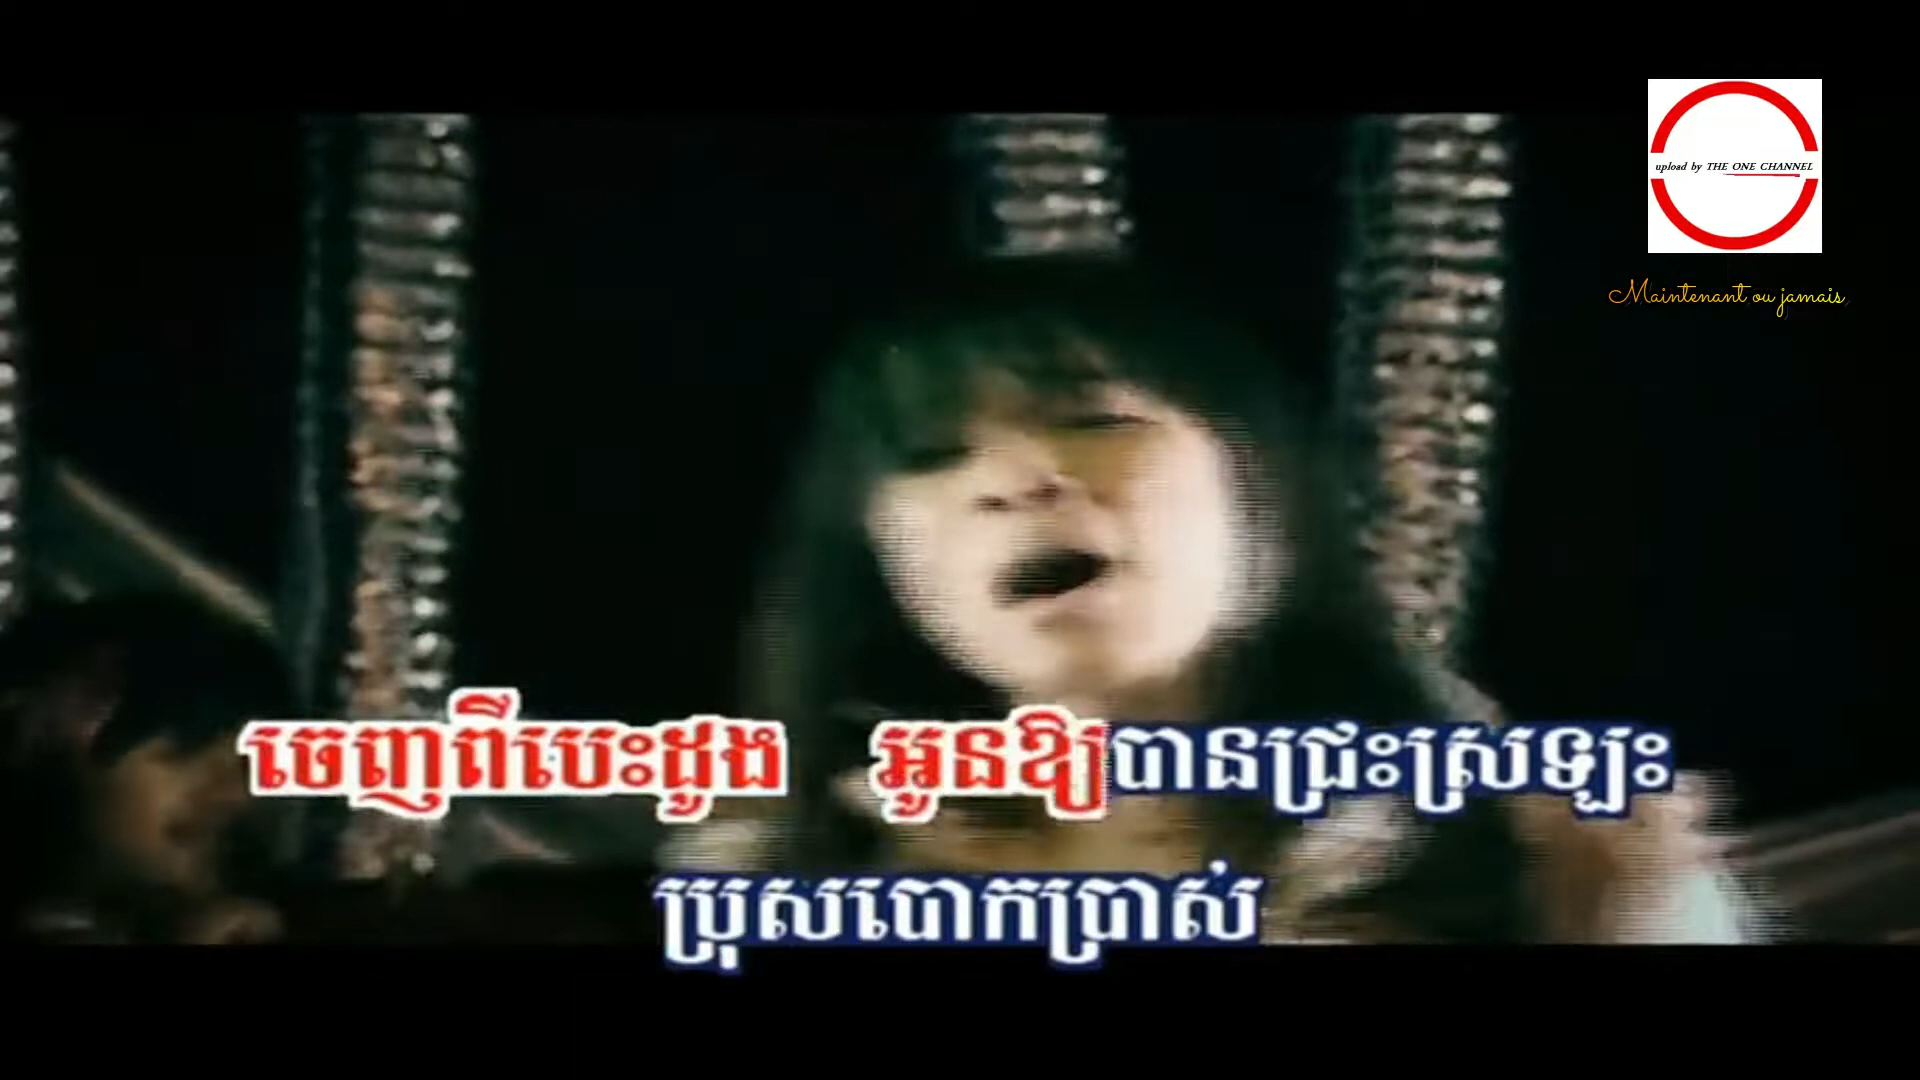 upload by THE ONE CHANNEL
Maintenant ou jamais
ចេញពីបេះដូង អូនឱ្យបានជ្រះស្រឡះ
ប្រុសបោកប្រាស់